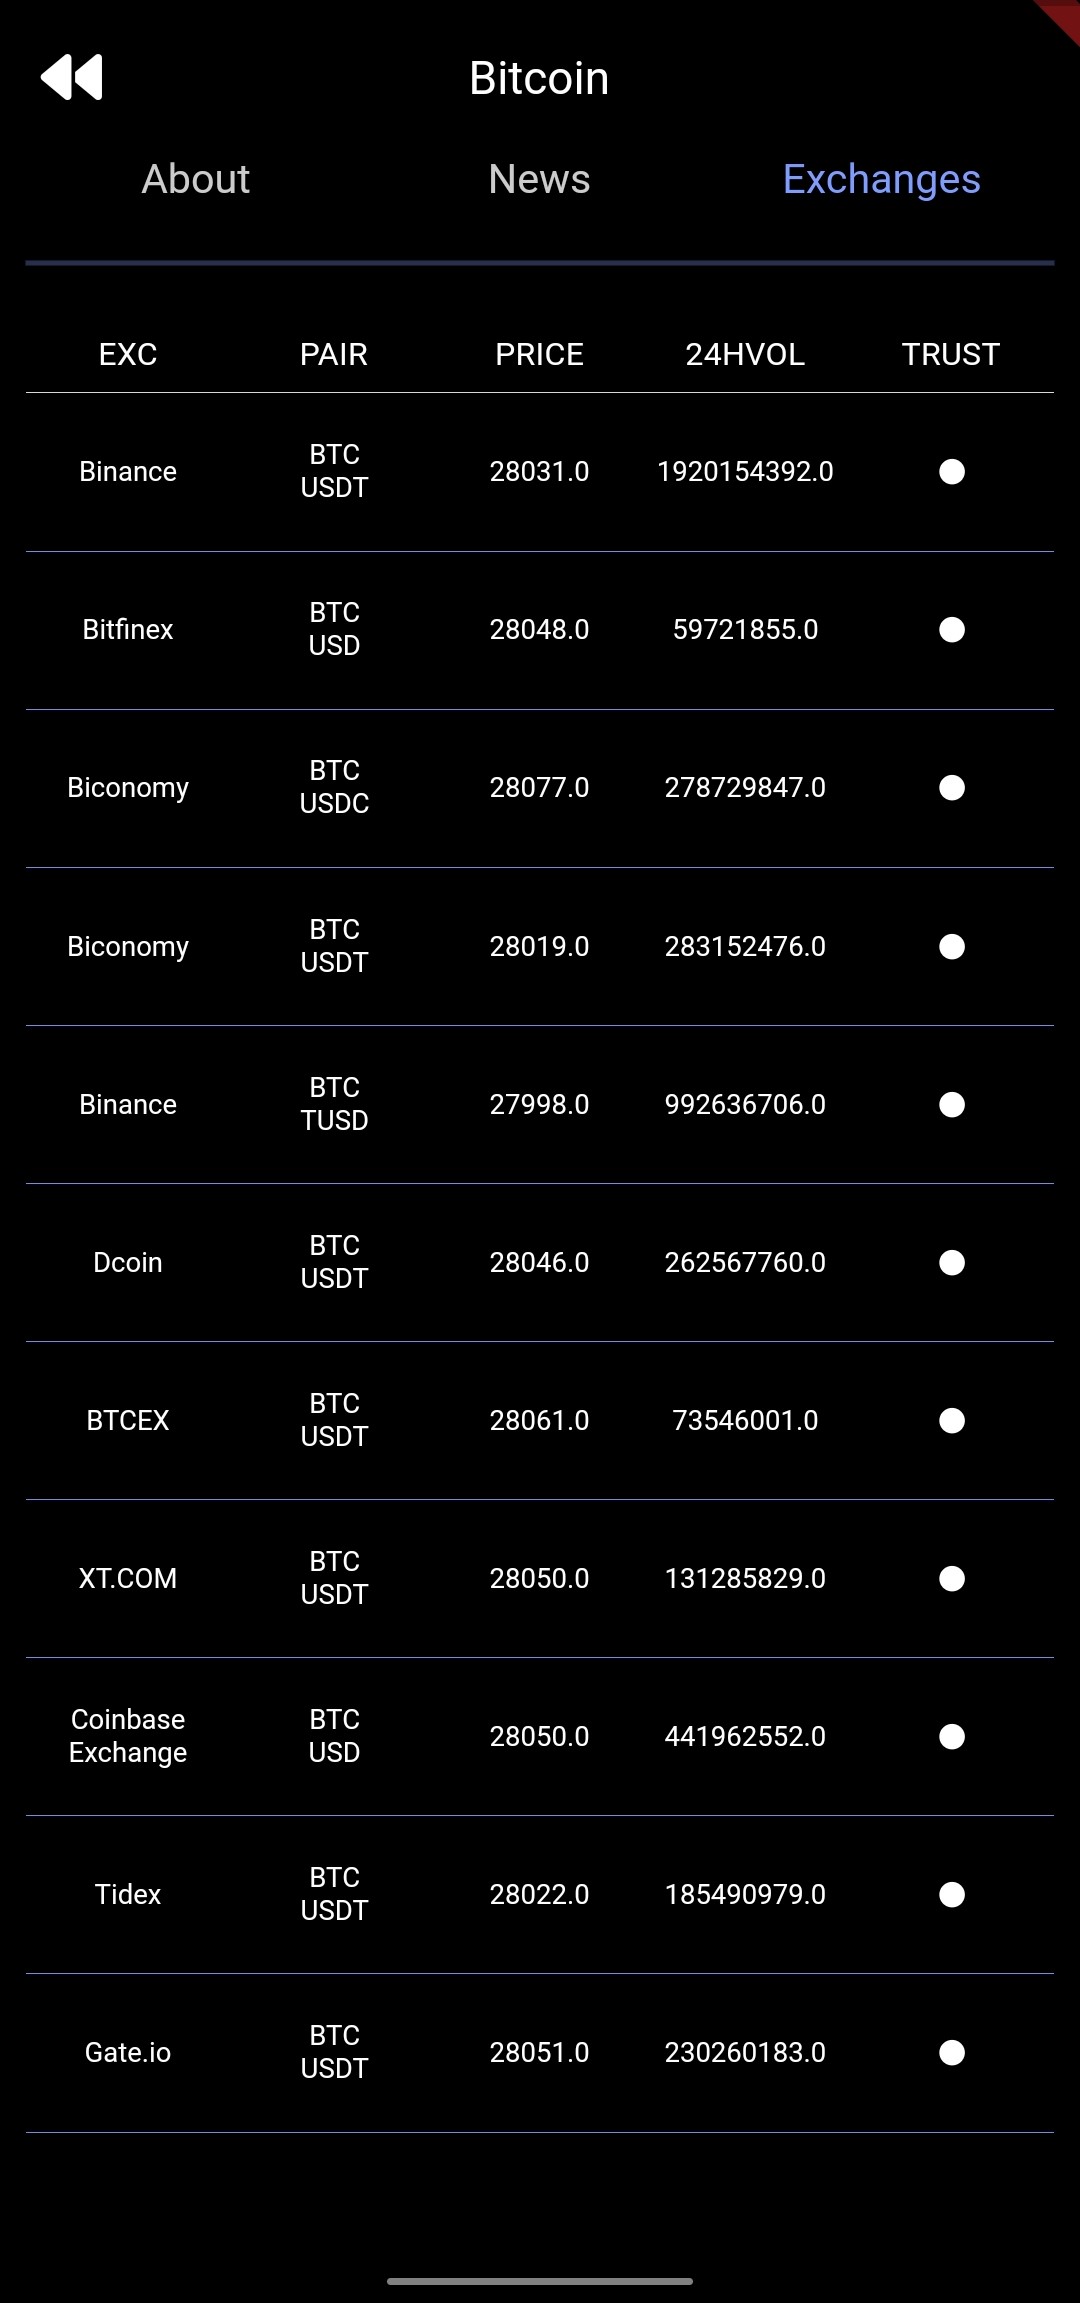 Bitcoin
About News Exchanges
EXC PAIR PRICE 24HVOL TRUST
Binance BTC USDT 28031.0 1920154392.0
Bitfinex BTC USD 28048.0 59721855.0
Biconomy BTC USDC 28077.0 278729847.0
Biconomy BTC USDT 28019.0 283152476.0
Binance BTC TUSD 27998.0 992636706.0
Dcoin BTC USDT 28046.0 262567760.0
BTCEX BTC USDT 28061.0 73546001.0
XT.COM BTC USDT 28050.0 131285829.0
Coinbase Exchange BTC USD 28050.0 441962552.0
Tidex BTC USDT 28022.0 185490979.0
Gate.io BTC USDT 28051.0 230260183.0